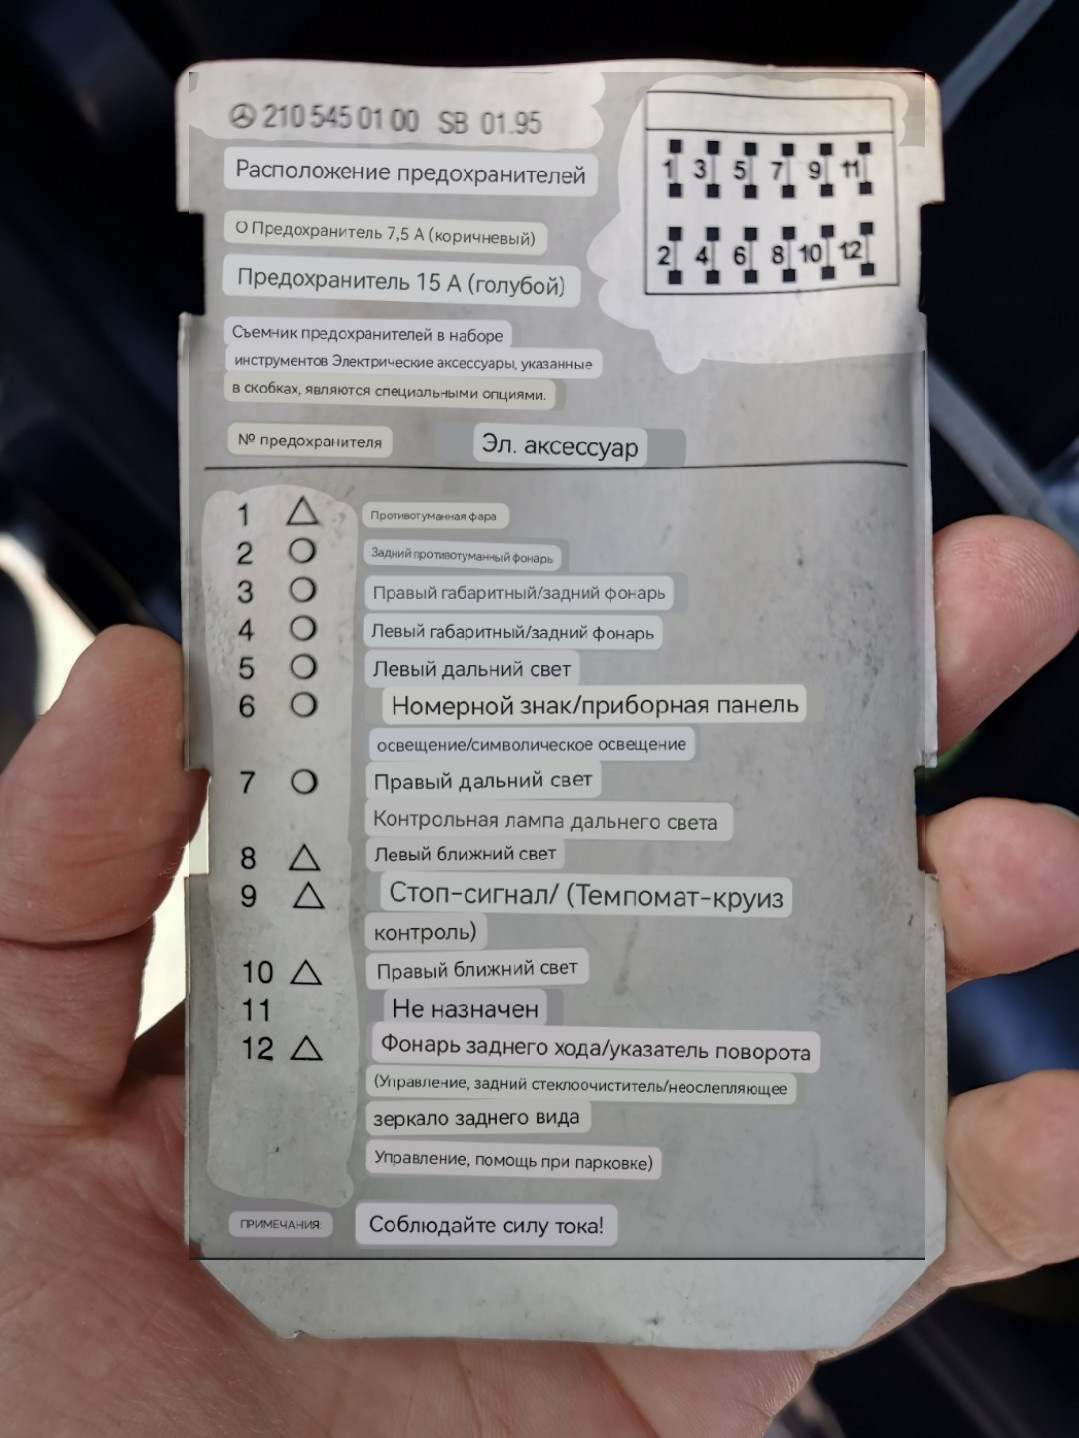 210 545 01 00 SB 01.95
Расположение предохранителей
О Предохранитель 7,5 А (коричневый)
Предохранитель 15 А (голубой)
Съемник предохранителей в наборе
инструментов Электрические аксессуары, указанные
в скобках, являются специальными опциями.
1 3 5 7 9 11
2 4 6 8 10 12
№ предохранителя Эл. аксессуар
1 △ Противотуманная фара
2 ○ Задний противотуманный фонарь
3 ○ Правый габаритный/задний фонарь
4 ○ Левый габаритный/задний фонарь
5 ○ Левый дальний свет
6 ○ Номерной знак/приборная панель
освещение/символическое освещение
7 ○ Правый дальний свет
Контрольная лампа дальнего света
8 △ Левый ближний свет
9 △ Стоп-сигнал/ (Темпомат-круиз
контроль)
10 △ Правый ближний свет
11 Не назначен
12 △ Фонарь заднего хода/указатель поворота
(Управление, задний стеклоочиститель/неослепляющее
зеркало заднего вида
Управление, помощь при парковке)
ПРИМЕЧАНИЯ: Соблюдайте силу тока!